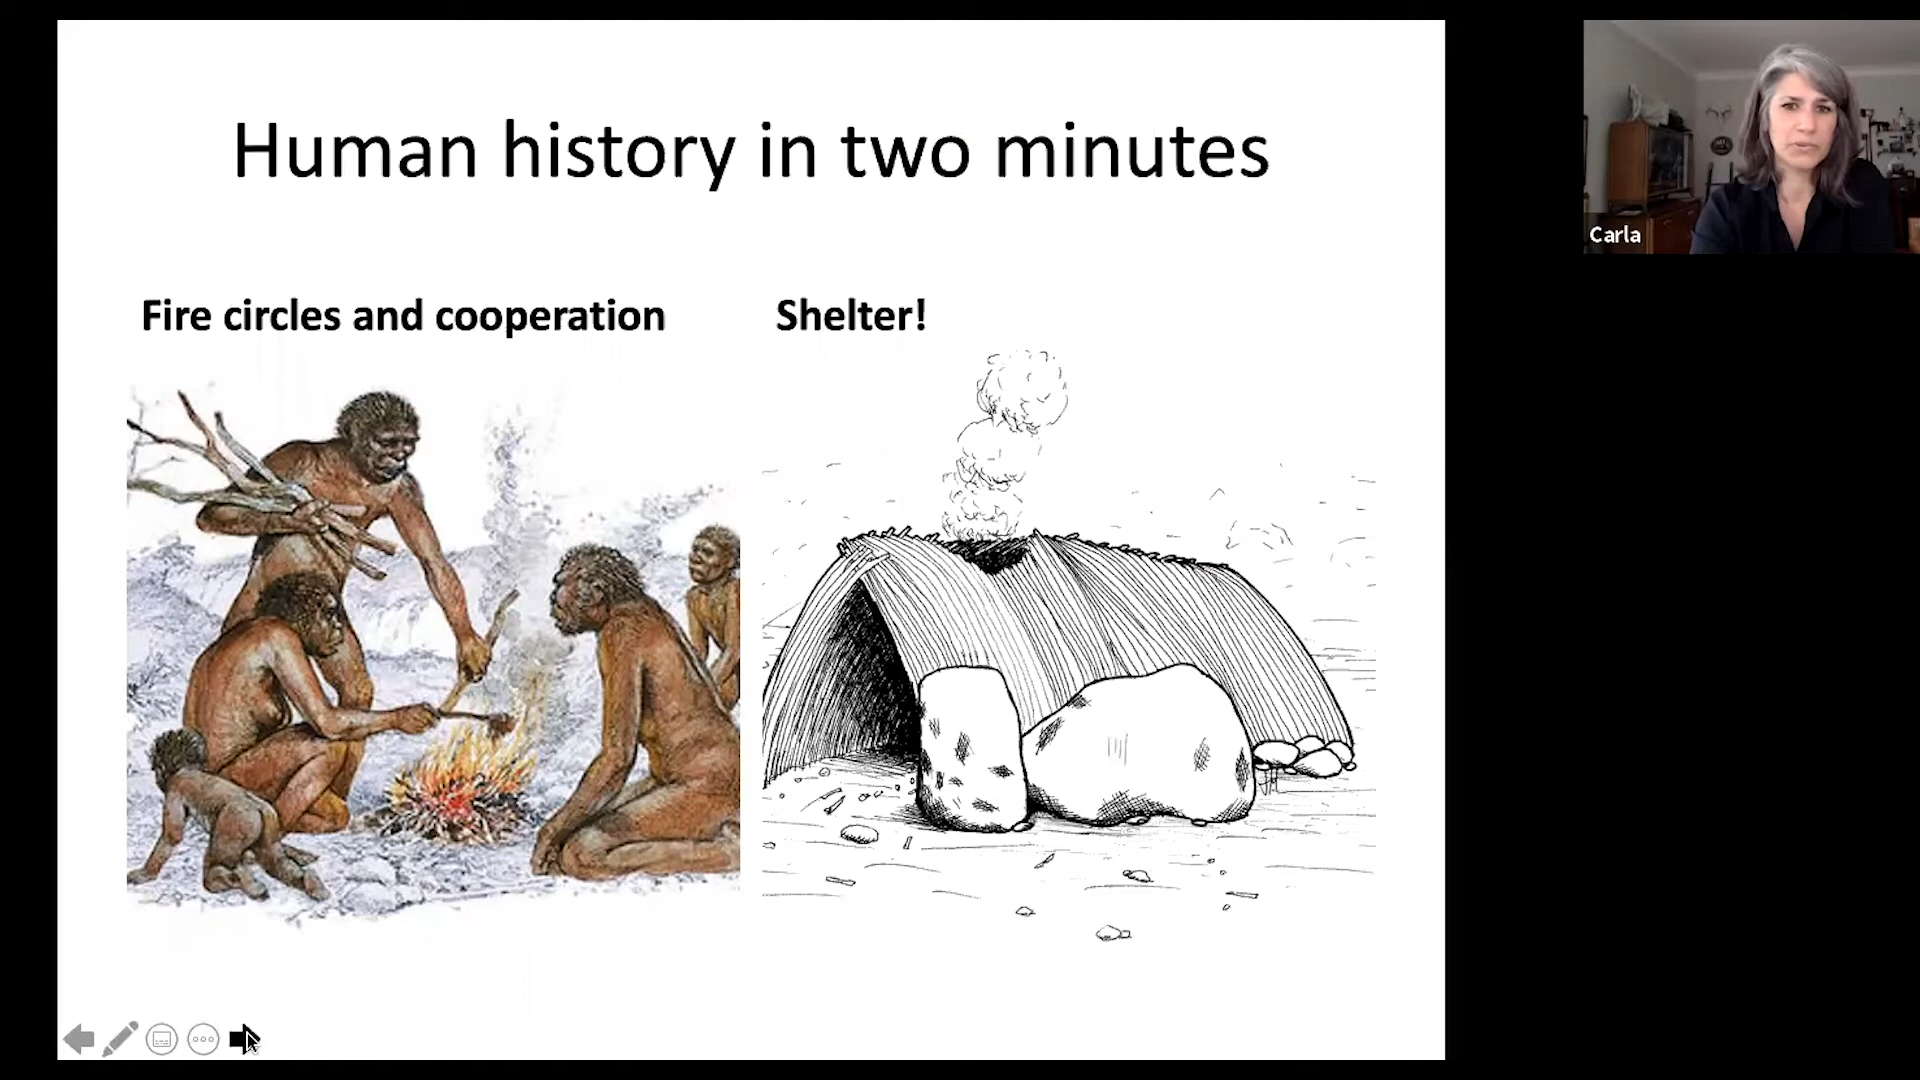 Human history in two minutes
Fire circles and cooperation
Shelter!
Carla